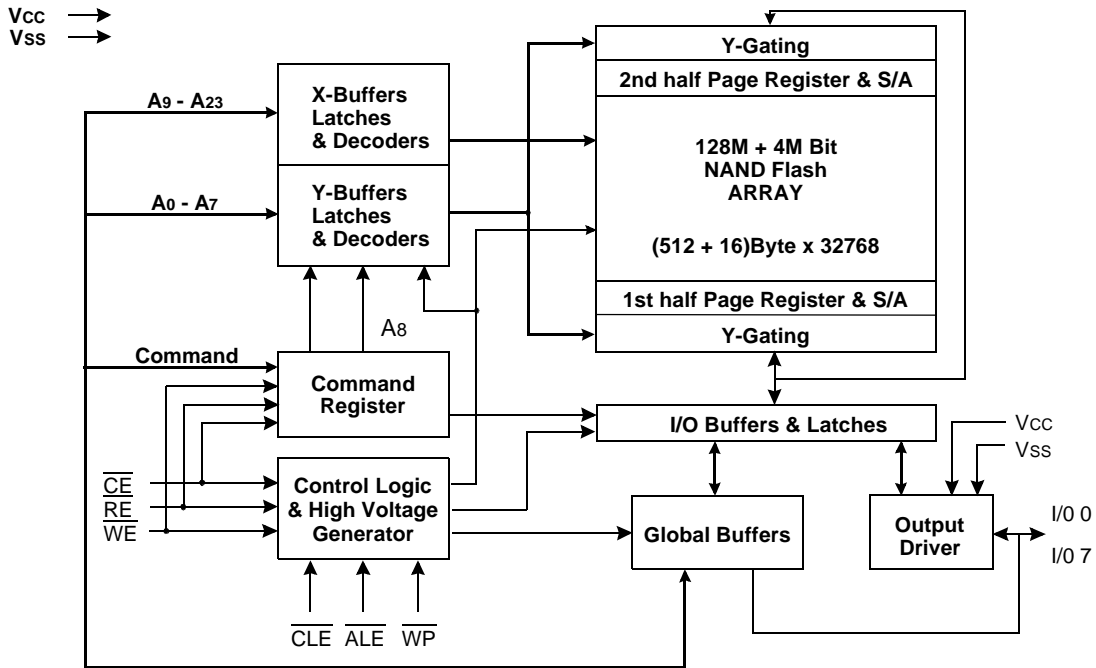 VCC
VSS
A9 - A23
X-Buffers
Latches
& Decoders
A0 - A7
Y-Buffers
Latches
& Decoders
Y-Gating
2nd half Page Register & S/A
128M + 4M Bit
NAND Flash
ARRAY
(512 + 16)Byte x 32768
1st half Page Register & S/A
Y-Gating
A8
Command
Command
Register
I/O Buffers & Latches
VCC
VSS
CE
RE
WE
Control Logic
& High Voltage
Generator
Global Buffers
Output
Driver
I/0 0
I/0 7
CLE
ALE
WP